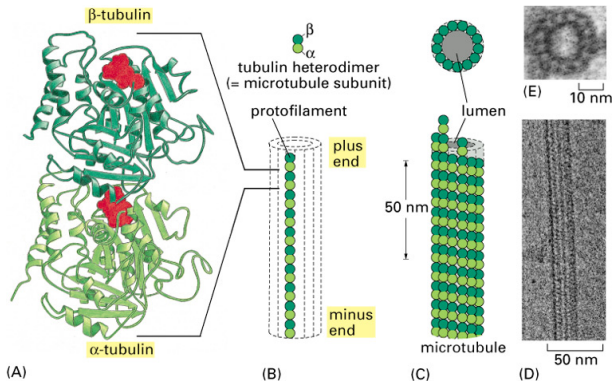 β-tubulin
(A)
α-tubulin
β
α
tubulin heterodimer
(= microtubule subunit)
protofilament
plus
end
minus
end
(B)
lumen
50 nm
microtubule
(C)
(E)
10 nm
50 nm
(D)